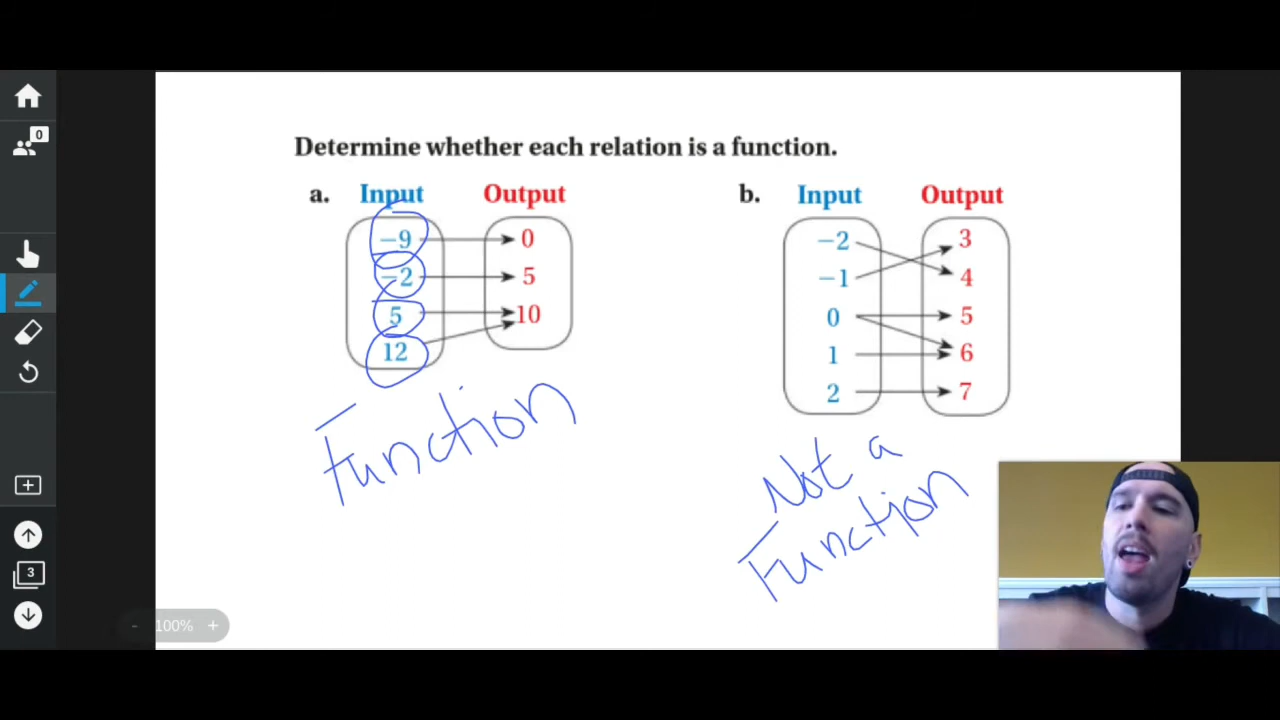 0
Determine whether each relation is a function.
a. Input Output
-9 0
-2 5
5 10
12
Function
b. Input Output
-2 3
-1 4
0 5
1 6
2 7
Not a
Function
3
- 100% +